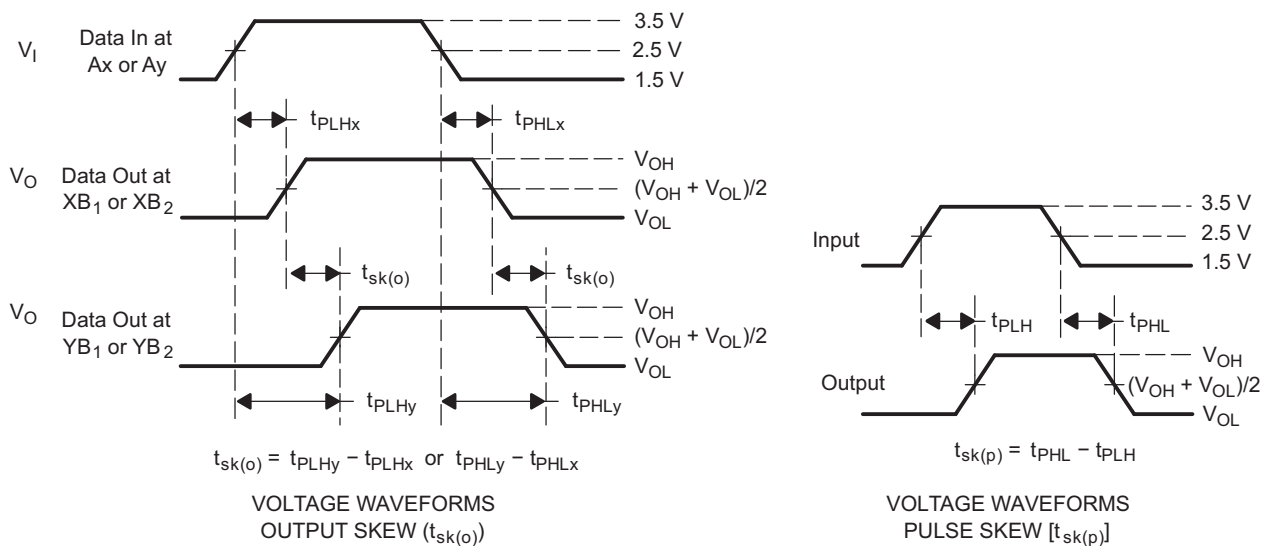 V_I
Data In at
Ax or Ay
3.5 V
2.5 V
1.5 V
t_PLHx
t_PHLx
V_O
Data Out at
XB_1 or XB_2
V_OH
(V_OH + V_OL)/2
V_OL
t_sk(o)
t_sk(o)
V_O
Data Out at
YB_1 or YB_2
V_OH
(V_OH + V_OL)/2
V_OL
t_PLHy
t_PHLy
t_sk(o) = t_PLHy − t_PLHx or t_PHLy − t_PHLx
VOLTAGE WAVEFORMS
OUTPUT SKEW (t_sk(o))
Input
3.5 V
2.5 V
1.5 V
t_PLH
t_PHL
Output
V_OH
(V_OH + V_OL)/2
V_OL
t_sk(p) = t_PHL − t_PLH
VOLTAGE WAVEFORMS
PULSE SKEW [t_sk(p)]